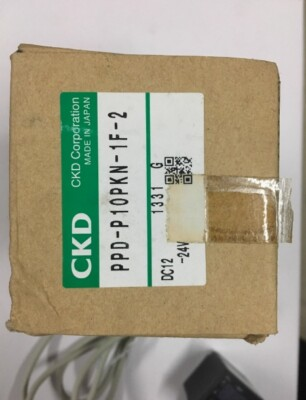 CKD
CKD Corporation
MADE IN JAPAN
PPD-P10PKN-1F-2
1331 G
DC12
-24V